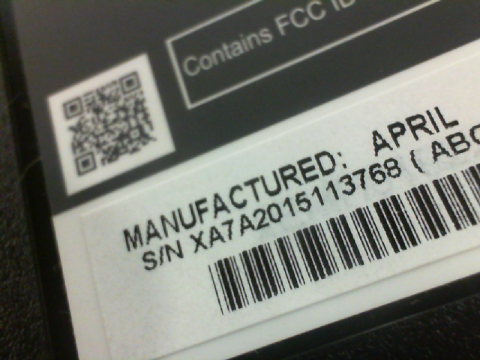 Contains FCC ID
MANUFACTURED: APRIL
S/N XA7A2015113768 ( ABC